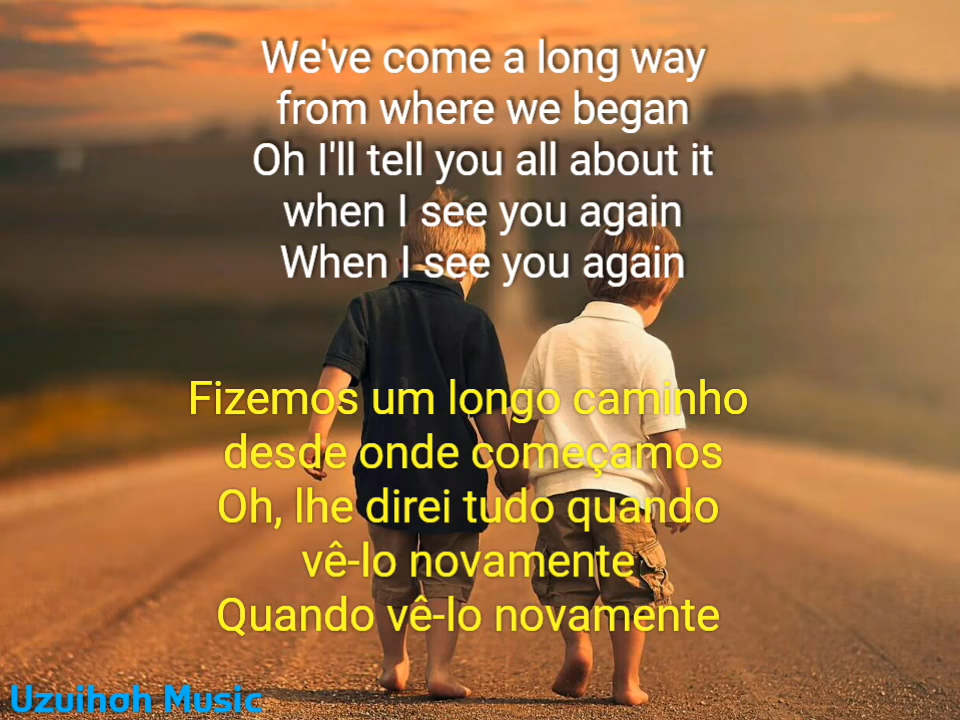 We've come a long way
from where we began
Oh I'll tell you all about it
when I see you again
When I see you again
Fizemos um longo caminho
desde onde começamos
Oh, lhe direi tudo quando
vê-lo novamente
Quando vê-lo novamente
Uzuihoh Music